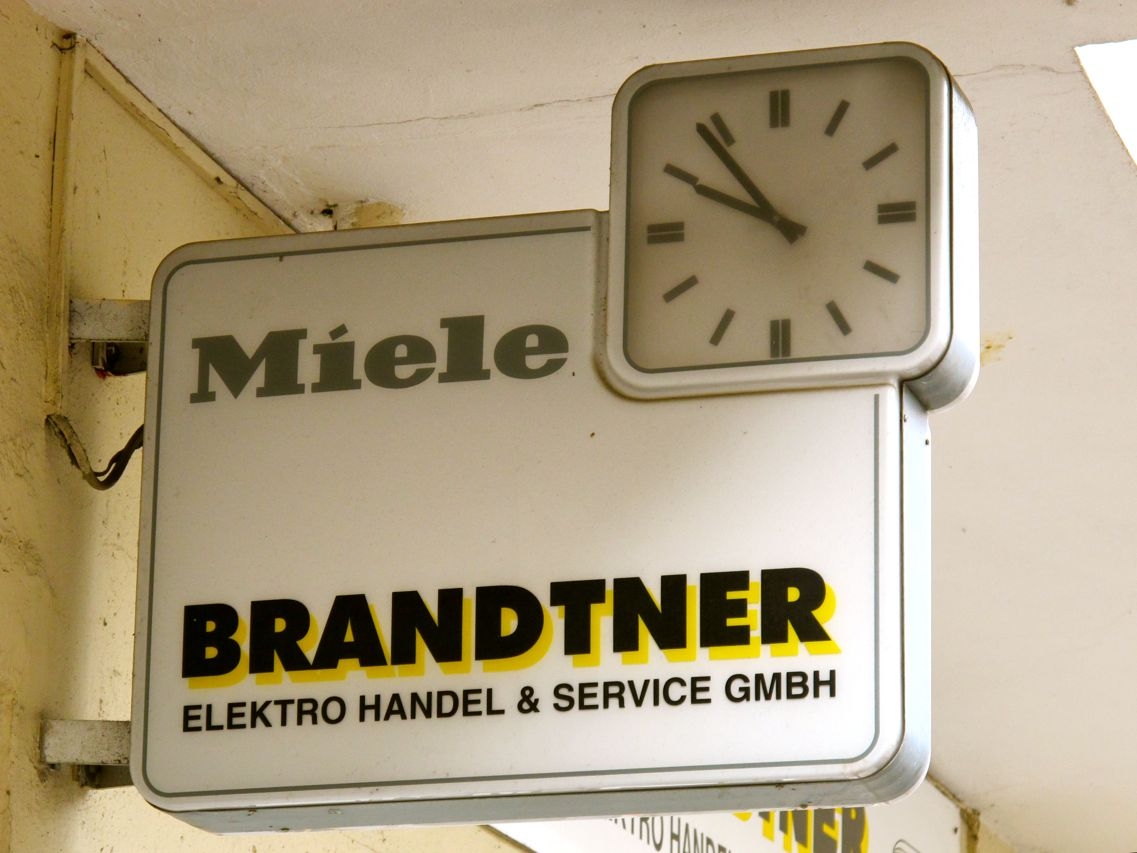 Miele
BRANDTNER
ELEKTRO HANDEL & SERVICE GMBH